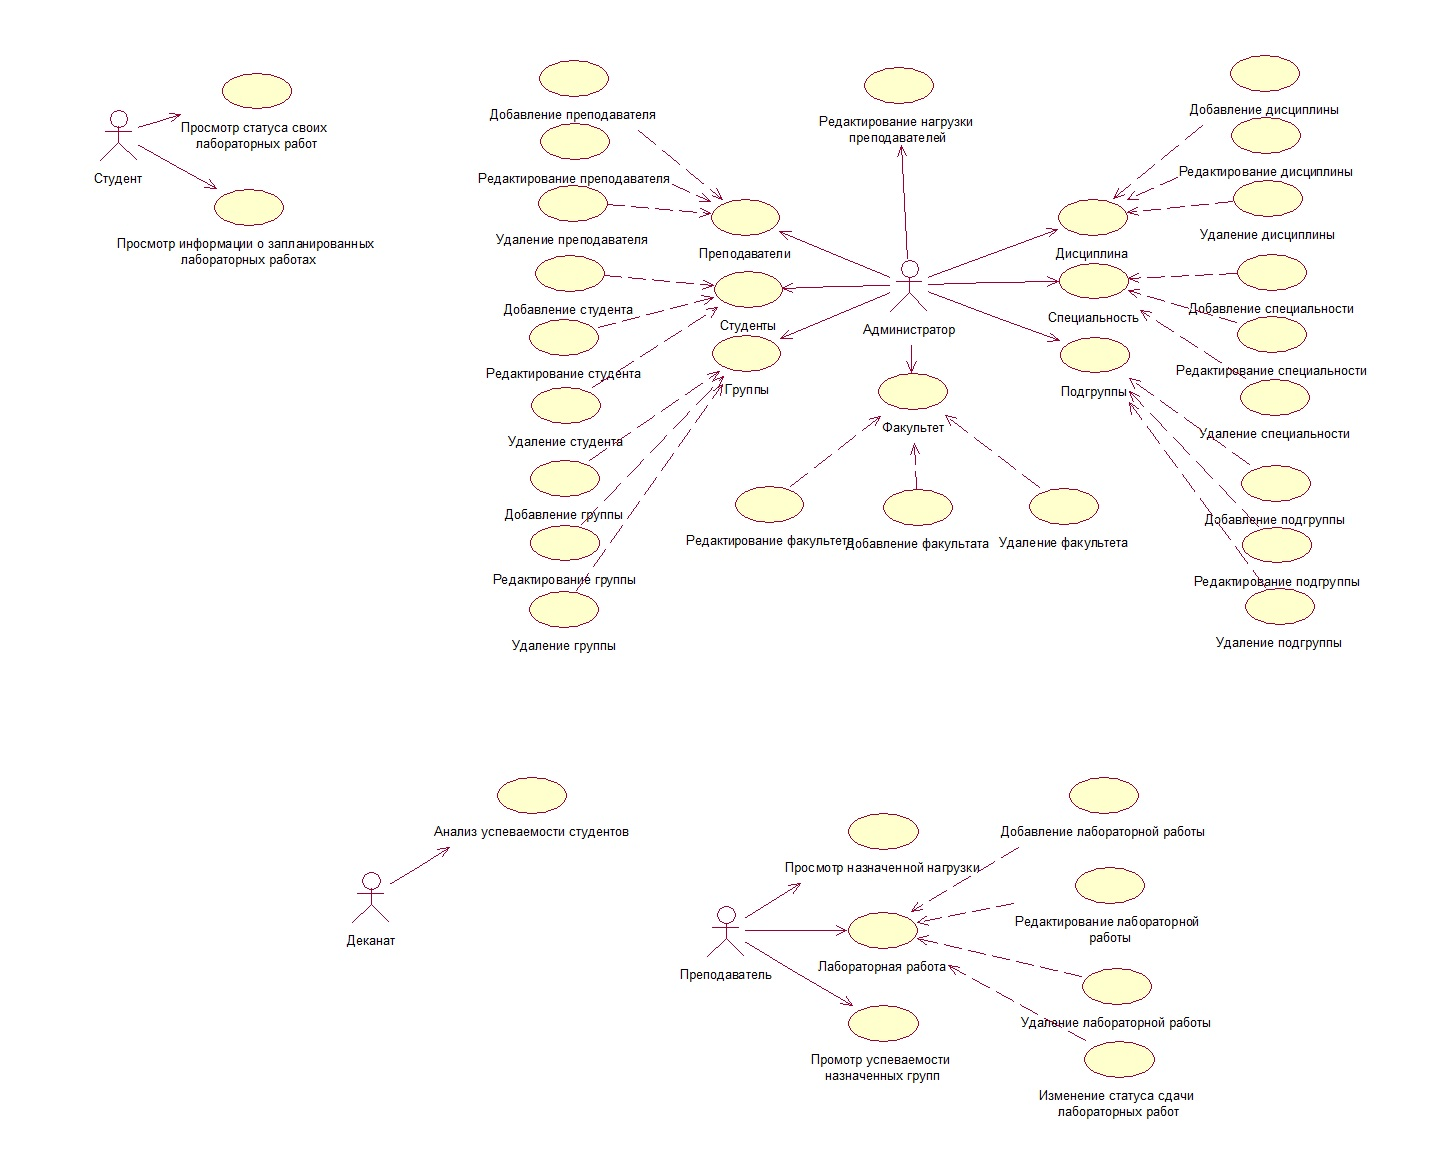 Просмотр статуса своих
лабораторных работ
Студент
Просмотр информации о запланированных
лабораторных работах
Добавление преподавателя
Редактирование преподавателя
Удаление преподавателя
Преподаватели
Добавление студента
Студенты
Редактирование студента
Группы
Удаление студента
Добавление группы
Редактирование группы
Удаление группы
Редактирование нагрузки
преподавателей
Администратор
Факультет
Редактирование факультета
Добавление факультата
Удаление факультета
Добавление дисциплины
Редактирование дисциплины
Удаление дисциплины
Дисциплина
Добавление специальности
Специальность
Редактирование специальности
Подгруппы
Удаление специальности
Добавление подгруппы
Редактирование подгруппы
Удаление подгруппы
Анализ успеваемости студентов
Деканат
Просмотр назначенной нагрузки
Преподаватель
Лабораторная работа
Промотр успеваемости
назначенных групп
Добавление лабораторной работы
Редактирование лабораторной
работы
Удаление лабораторной работы
Изменение статуса сдачи
лабораторных работ